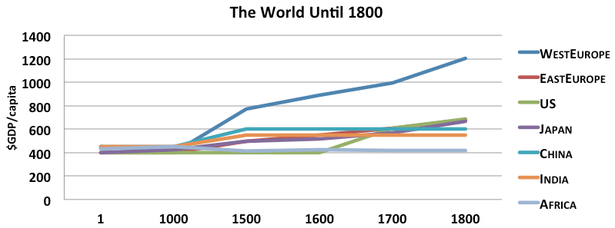 The World Until 1800
$GDP/capita
1400
1200
1000
800
600
400
200
0
1 1000 1500 1600 1700 1800
WESTEUROPE
EASTEUROPE
US
JAPAN
CHINA
INDIA
AFRICA